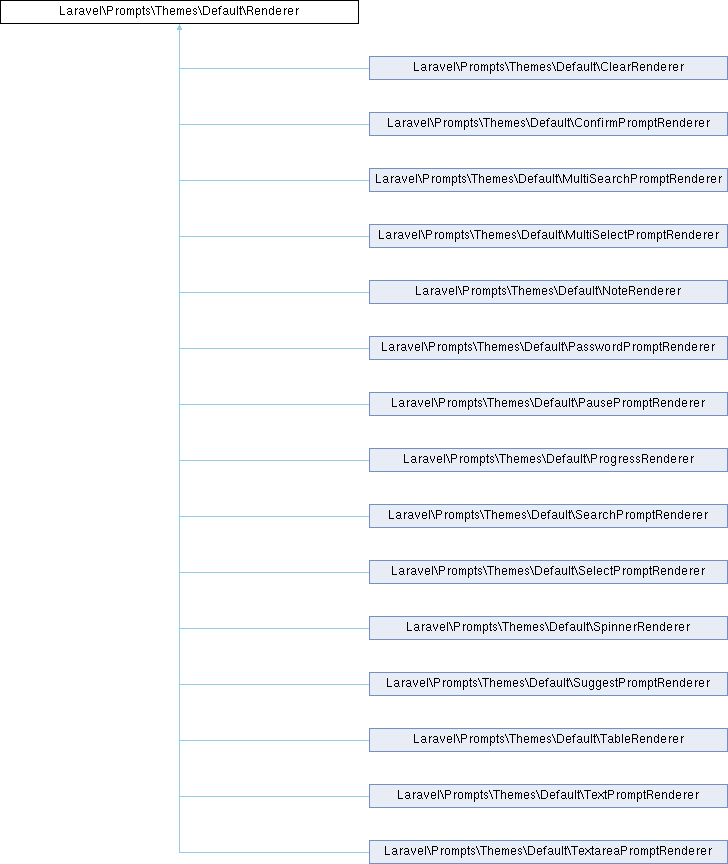 Laravel\Prompts\Themes\Default\Renderer
Laravel\Prompts\Themes\Default\ClearRenderer
Laravel\Prompts\Themes\Default\ConfirmPromptRenderer
Laravel\Prompts\Themes\Default\MultiSearchPromptRenderer
Laravel\Prompts\Themes\Default\MultiSelectPromptRenderer
Laravel\Prompts\Themes\Default\NoteRenderer
Laravel\Prompts\Themes\Default\PasswordPromptRenderer
Laravel\Prompts\Themes\Default\PausePromptRenderer
Laravel\Prompts\Themes\Default\ProgressRenderer
Laravel\Prompts\Themes\Default\SearchPromptRenderer
Laravel\Prompts\Themes\Default\SelectPromptRenderer
Laravel\Prompts\Themes\Default\SpinnerRenderer
Laravel\Prompts\Themes\Default\SuggestPromptRenderer
Laravel\Prompts\Themes\Default\TableRenderer
Laravel\Prompts\Themes\Default\TextPromptRenderer
Laravel\Prompts\Themes\Default\TextareaPromptRenderer